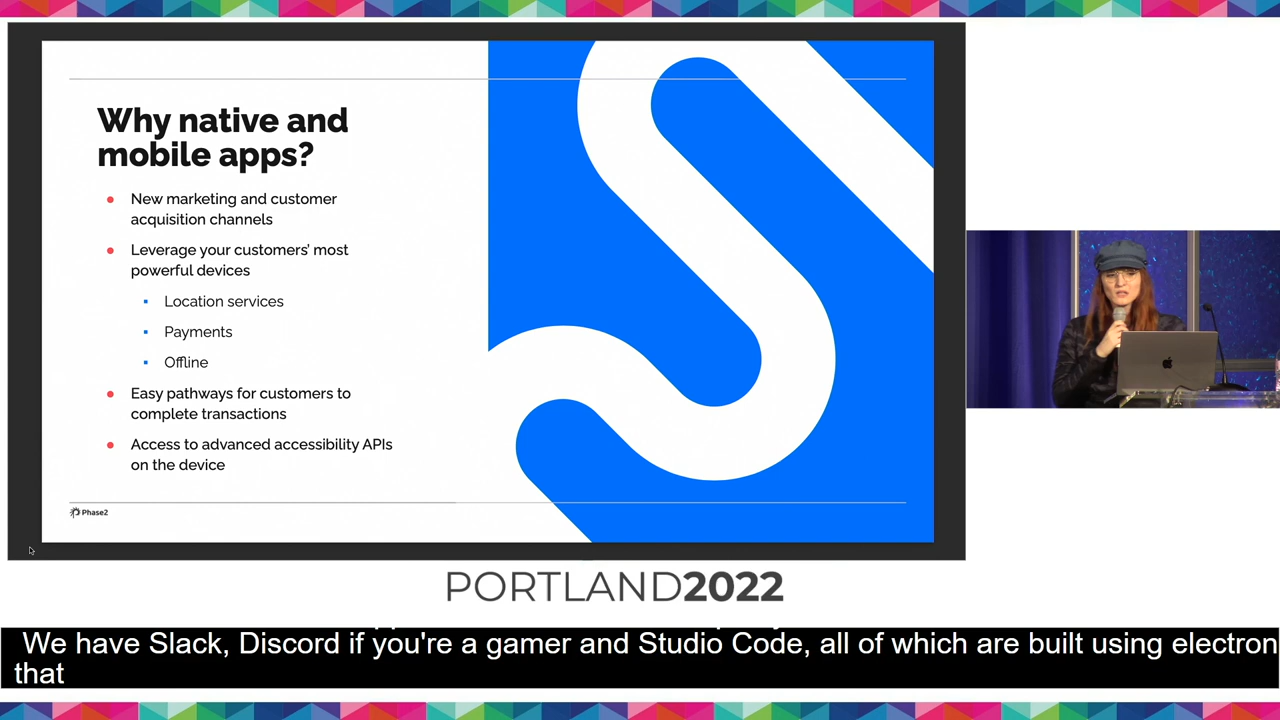 Why native and
mobile apps?
New marketing and customer
acquisition channels
Leverage your customers' most
powerful devices
Location services
Payments
Offline
Easy pathways for customers to
complete transactions
Access to advanced accessibility APIs
on the device
Phase2
PORTLAND2022
We have Slack, Discord if you're a gamer and Studio Code, all of which are built using electron
that